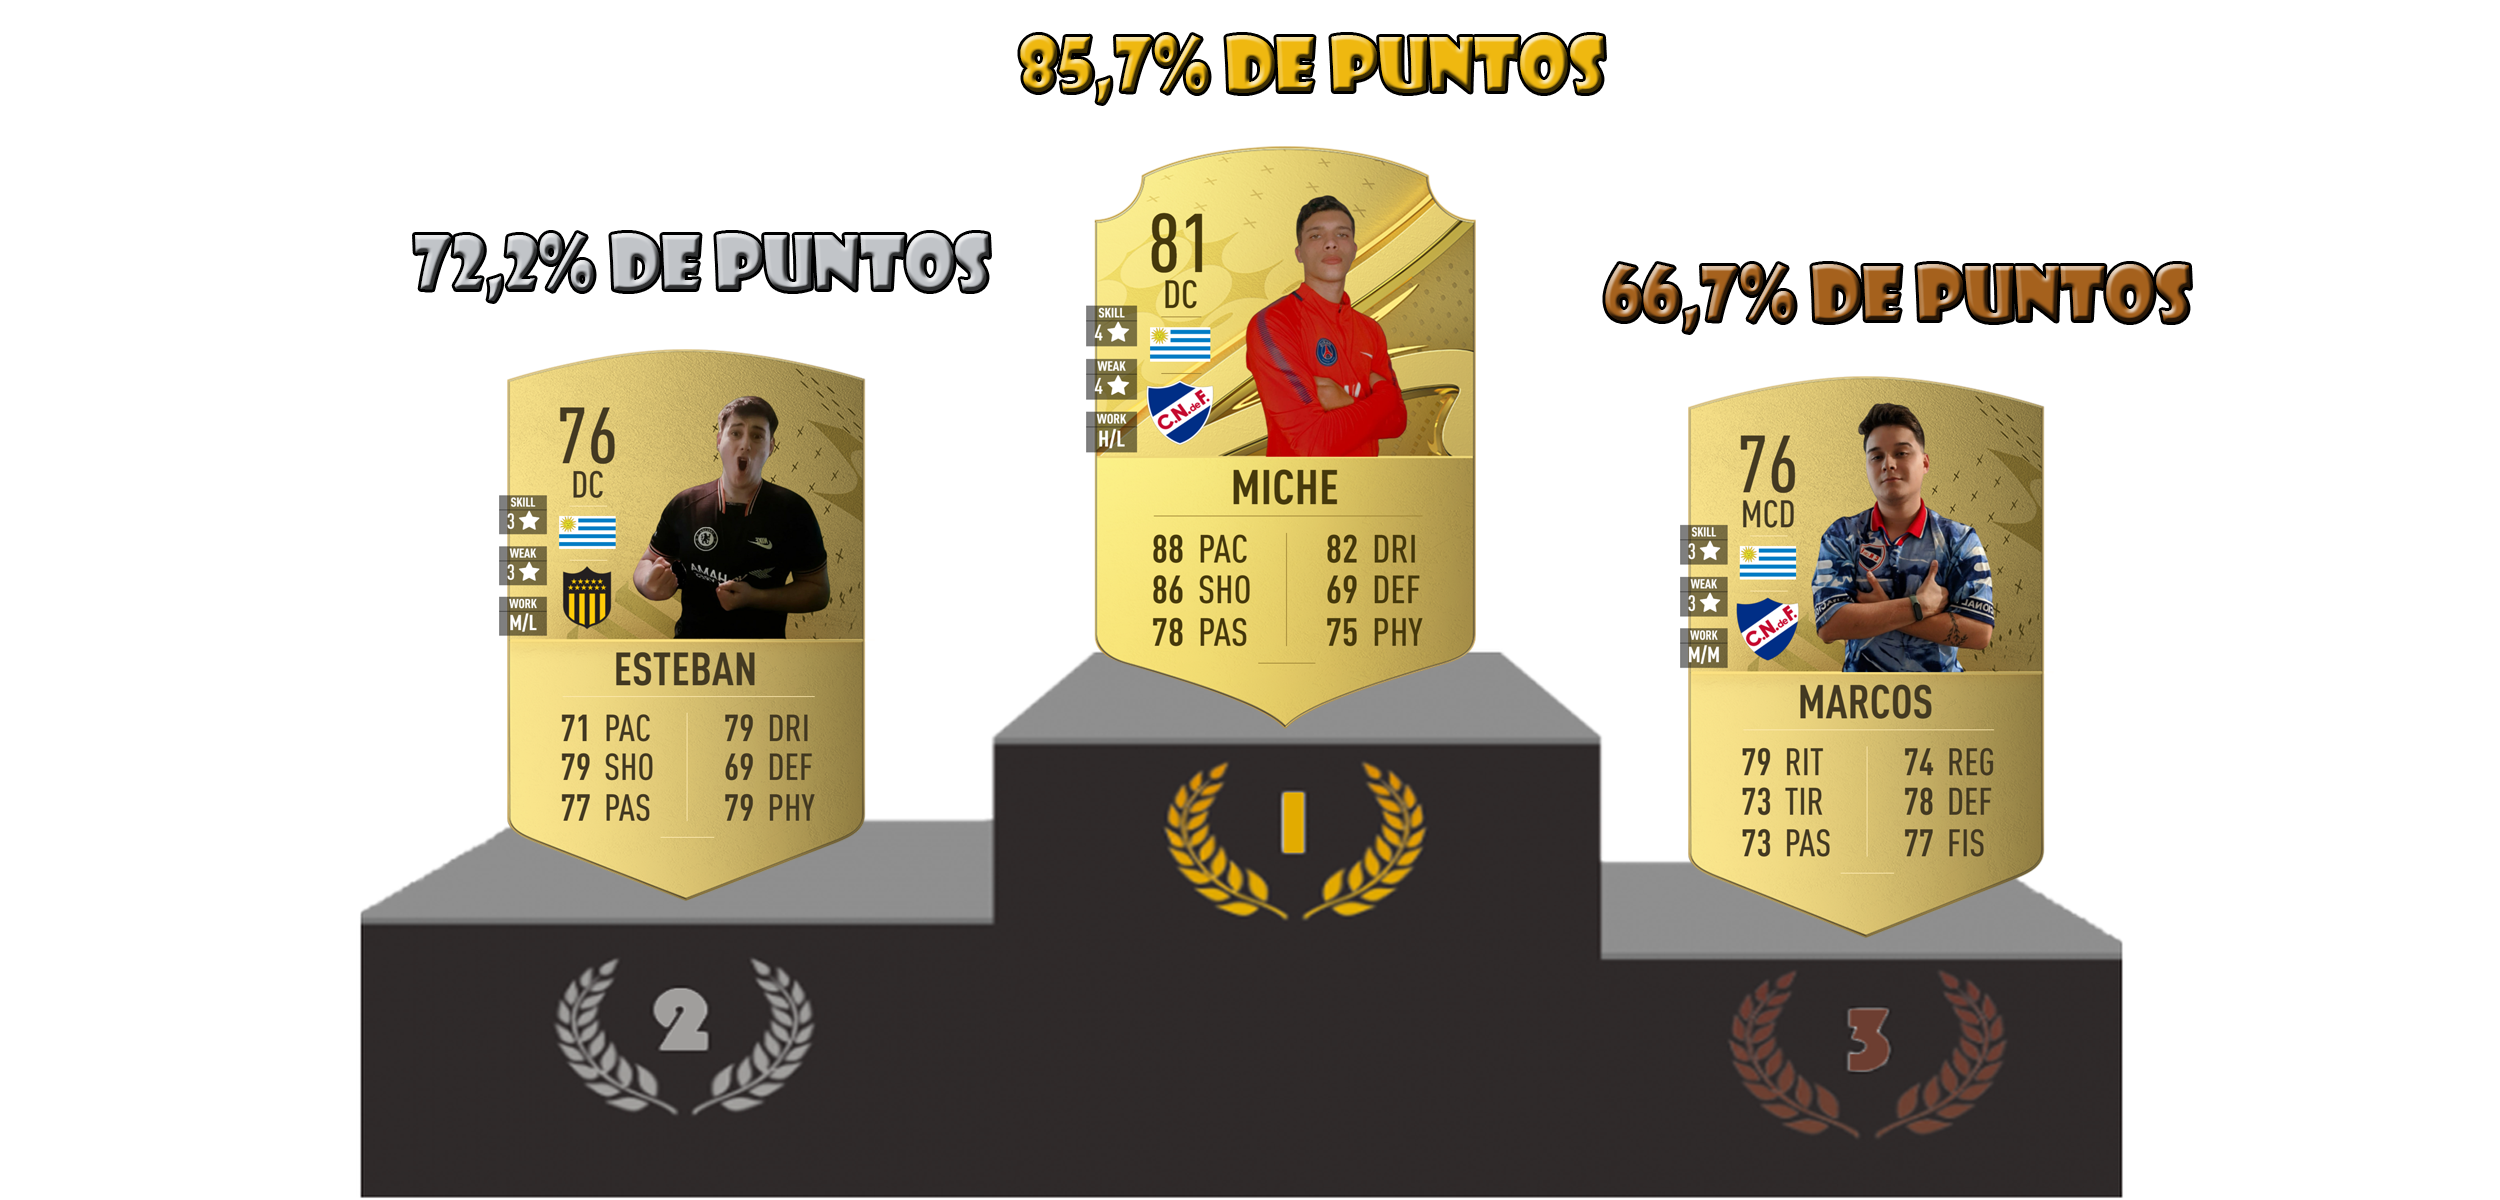 85,7% DE PUNTOS
72,2% DE PUNTOS
66,7% DE PUNTOS
81
DC
SKILL
4
WEAK
4
WORK
H/L
C.N. de F.
MICHE
88 PAC 82 DRI
86 SHO 69 DEF
78 PAS 75 PHY
76
DC
SKILL
3
WEAK
3
WORK
M/L
ESTEBAN
71 PAC 79 DRI
79 SHO 69 DEF
77 PAS 79 PHY
76
MCD
SKILL
3
WEAK
3
WORK
M/M
C.N. de F.
MARCOS
79 RIT 74 REG
73 TIR 78 DEF
73 PAS 77 FIS
1
2
3